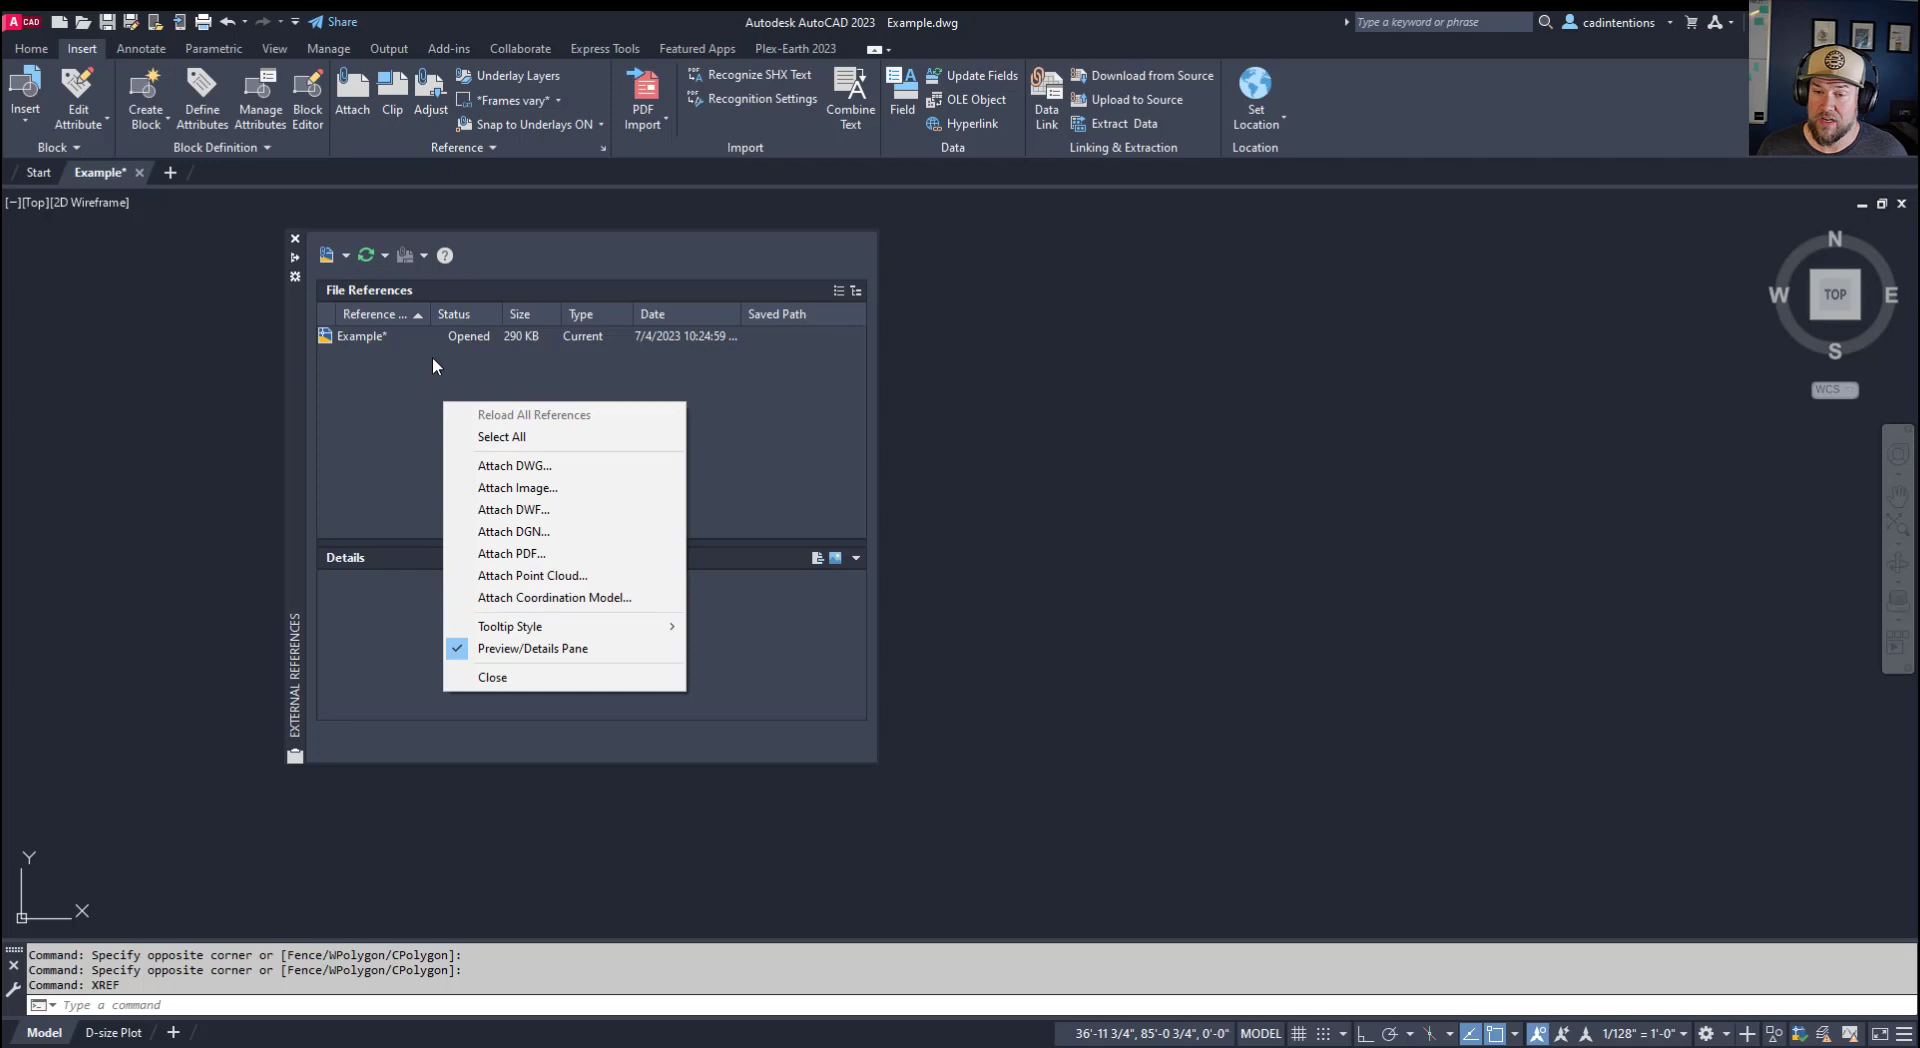 A CAD
Share
Autodesk AutoCAD 2023 Example.dwg
Type a keyword or phrase
cadintentions
Home Insert Annotate Parametric View Manage Output Add-ins Collaborate Express Tools Featured Apps Plex-Earth 2023
Insert
Edit Attribute
Create Block
Define Attributes
Manage Attributes
Block Editor
Attach
Clip
Adjust
Underlay Layers
*Frames vary*
Snap to Underlays ON
PDF Import
Recognize SHX Text
Recognition Settings
Combine Text
Field
Update Fields
OLE Object
Hyperlink
Data Link
Download from Source
Upload to Source
Extract Data
Set Location
Block
Block Definition
Reference
Import
Data
Linking & Extraction
Location
Start
Example*
[−][Top][2D Wireframe]
N
W
TOP
E
S
WCS
File References
Reference ... Status Size Type Date Saved Path
Example* Opened 290 KB Current 7/4/2023 10:24:59 ...
Reload All References
Select All
Attach DWG...
Attach Image...
Attach DWF...
Attach DGN...
Attach PDF...
Attach Point Cloud...
Attach Coordination Model...
Tooltip Style
Preview/Details Pane
Close
Details
EXTERNAL REFERENCES
Y
X
Command: Specify opposite corner or [Fence/WPolygon/CPolygon]:
Command: Specify opposite corner or [Fence/WPolygon/CPolygon]:
Command: XREF
Type a command
Model
D-size Plot
36'-11 3/4", 85'-0 3/4", 0'-0"
MODEL
1/128" = 1'-0"